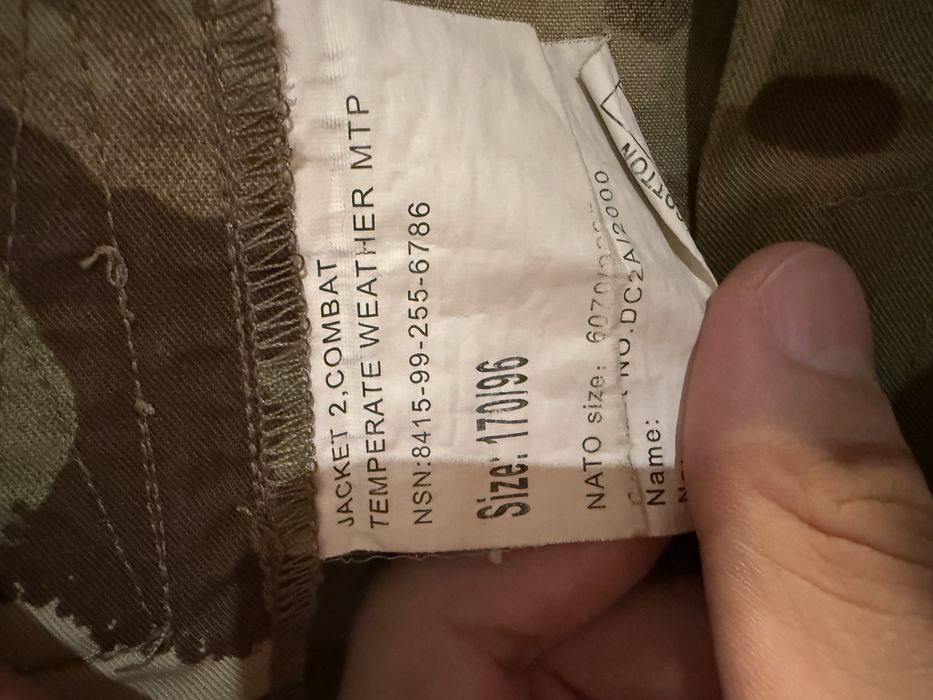 JACKET 2,COMBAT
TEMPERATE WEATHER MTP
NSN:8415-99-255-6786
Size: 170/96
NATO size:
NO.DC2A/2000
Name:
COTTON